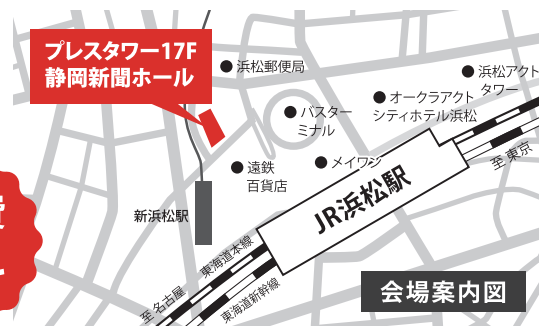 プレスタワー17F
静岡新聞ホール
浜松郵便局
浜松アクト
タワー
オークラアクト
シティホテル浜松
バスター
ミナル
メイワン
遠鉄
百貨店
至 東京
JR浜松駅
新浜松駅
東海道本線
至 名古屋
東海道新幹線
会場案内図